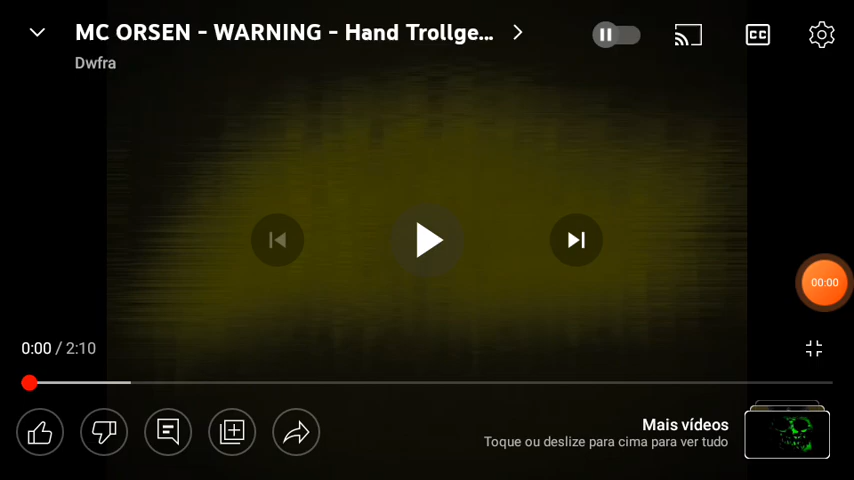 MC ORSEN - WARNING - Hand Trollge...
Dwfra
CC
00:00
0:00 / 2:10
Mais vídeos
Toque ou deslize para cima para ver tudo